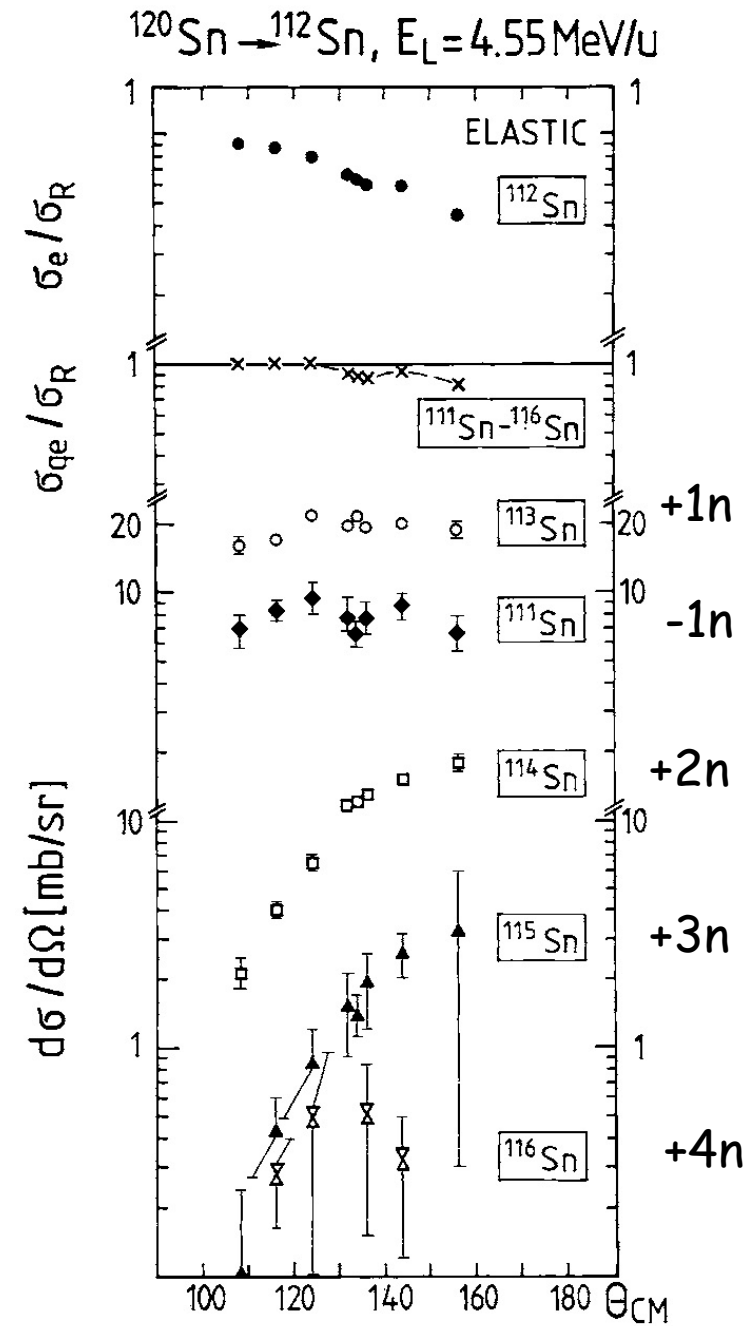 ¹²⁰Sn → ¹¹²Sn, E_L = 4.55 MeV/u
1 1
ELASTIC
¹¹²Sn
σe/σR
1 1
¹¹¹Sn-¹¹⁶Sn
σqe/σR
¹¹³Sn +1n
20 20
10 10
¹¹¹Sn -1n
¹¹⁴Sn +2n
10 10
dσ/dΩ [mb/sr]
¹¹⁵Sn +3n
1 1
¹¹⁶Sn +4n
100 120 140 160 180 ΘCM